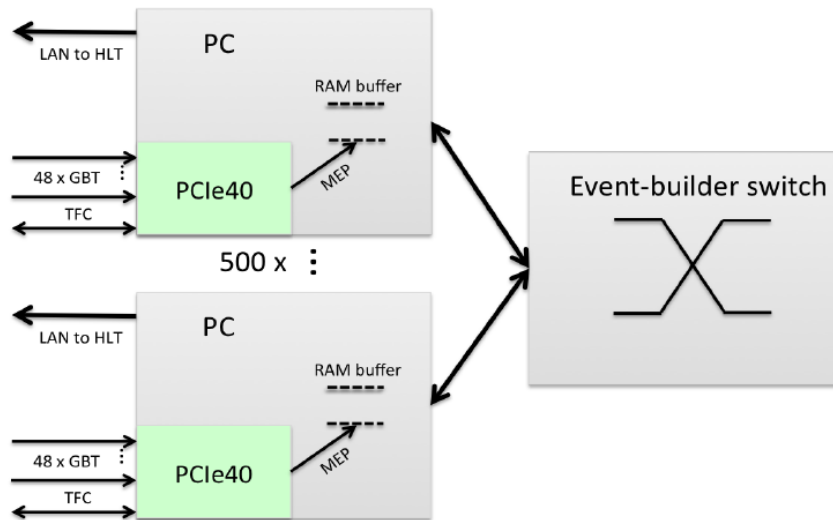 PC
LAN to HLT
RAM buffer
48 x GBT
PCIe40
MEP
TFC
Event-builder switch
500 x
PC
LAN to HLT
RAM buffer
48 x GBT
PCIe40
MEP
TFC